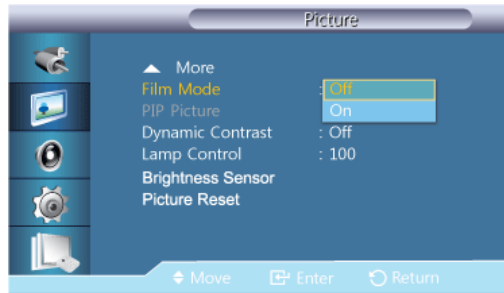 Picture
▲ More
Film Mode : Off
PIP Picture On
Dynamic Contrast : Off
Lamp Control : 100
Brightness Sensor
Picture Reset
Move Enter Return